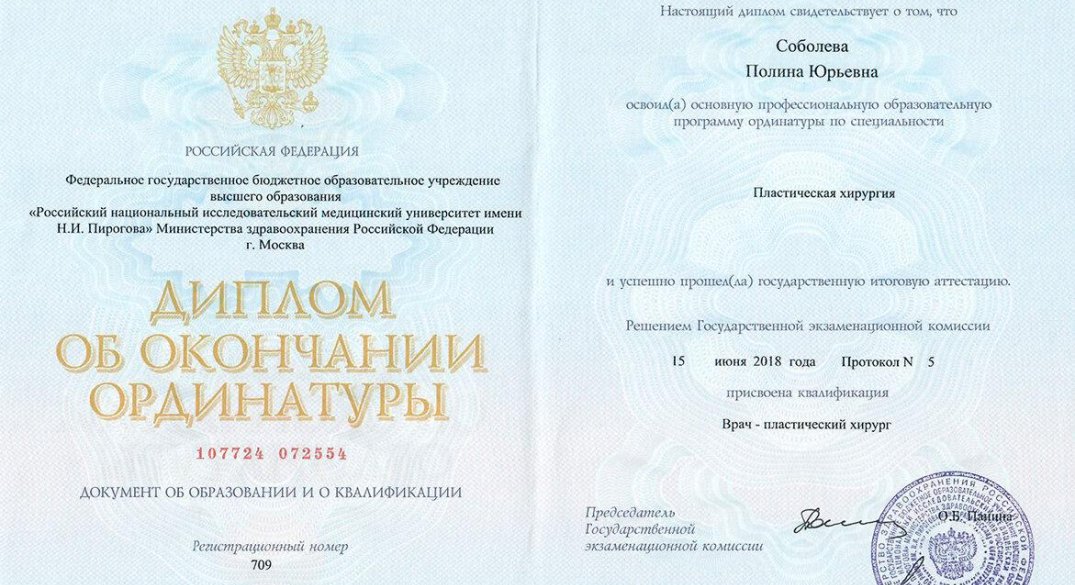 РОССИЙСКАЯ ФЕДЕРАЦИЯ
Федеральное государственное бюджетное образовательное учреждение
высшего образования
«Российский национальный исследовательский медицинский университет имени
Н.И. Пирогова» Министерства здравоохранения Российской Федерации
г. Москва
ДИПЛОМ
ОБ ОКОНЧАНИИ
ОРДИНАТУРЫ
107724 072554
ДОКУМЕНТ ОБ ОБРАЗОВАНИИ И О КВАЛИФИКАЦИИ
Регистрационный номер
709
Настоящий диплом свидетельствует о том, что
Соболева
Полина Юрьевна
освоил(а) основную профессиональную образовательную
программу ординатуры по специальности
Пластическая хирургия
и успешно прошел(ла) государственную итоговую аттестацию.
Решением Государственной экзаменационной комиссии
15 июня 2018 года Протокол N 5
присвоена квалификация
Врач - пластический хирург
Председатель
Государственной
экзаменационной комиссии
О.Б. Панина